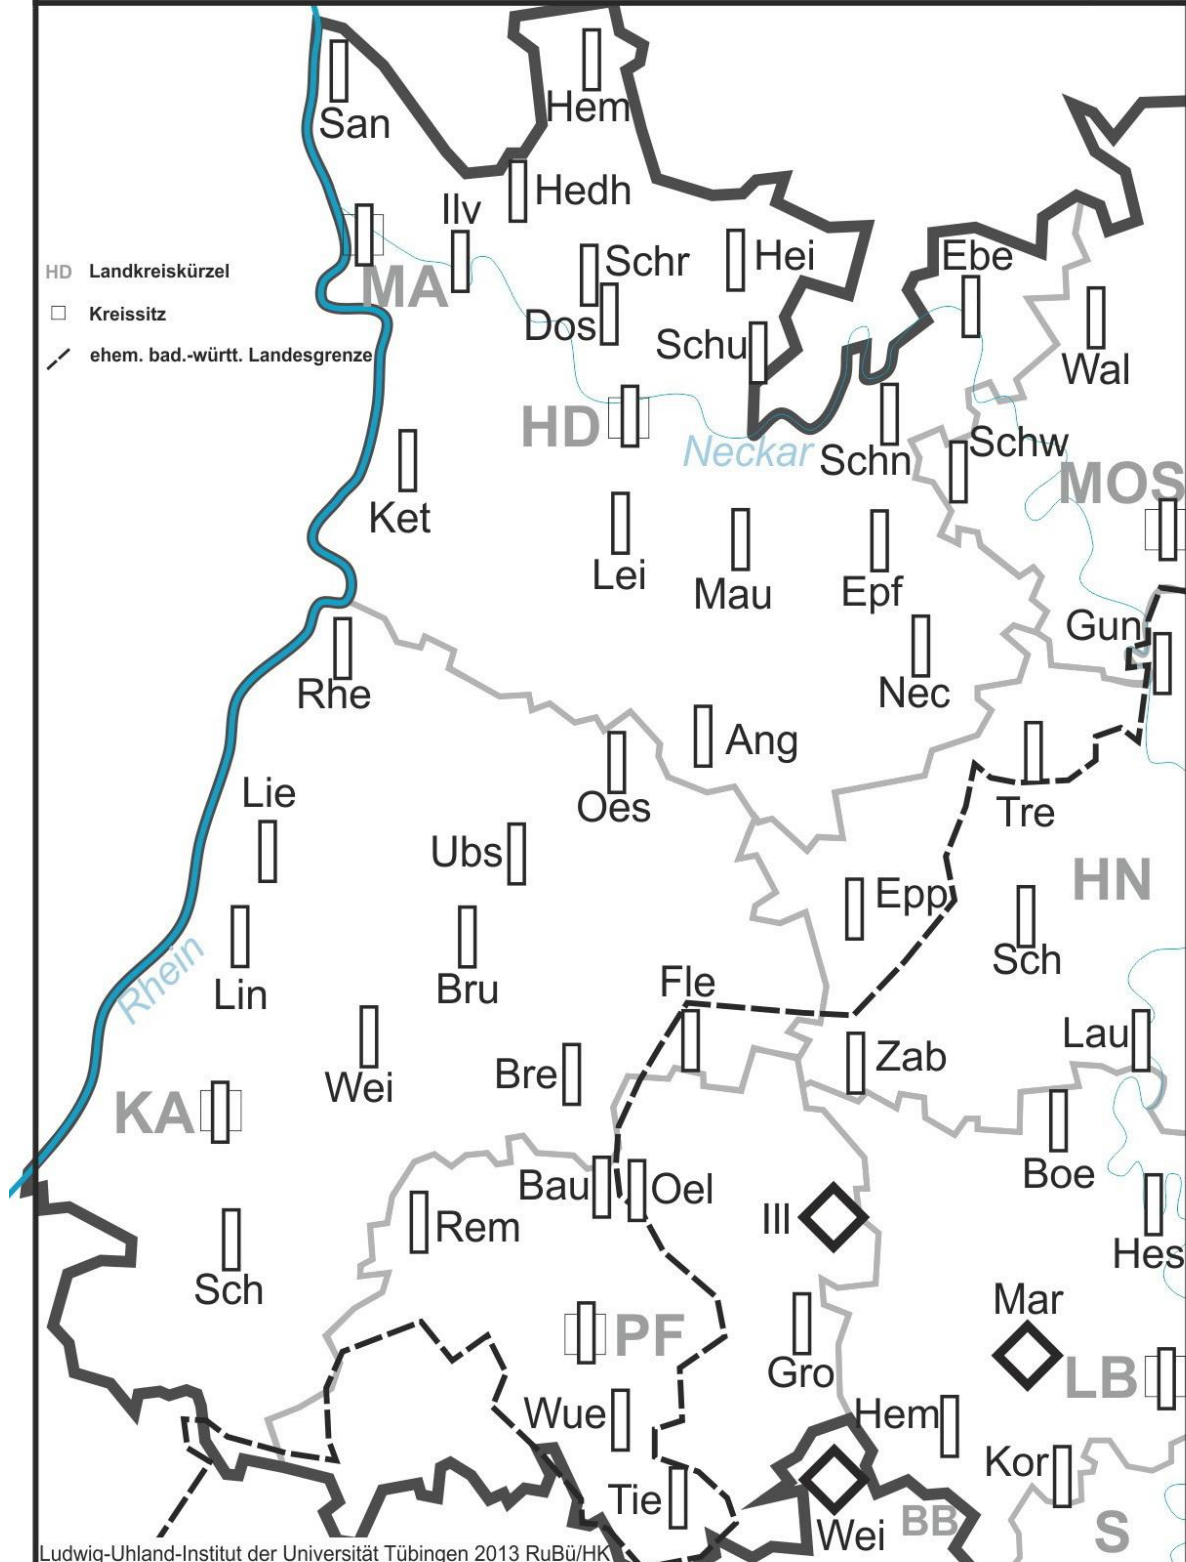 San
Hem
Hedh
Ilv
Schr
Hei
Ebe
HD Landkreiskürzel
MA
Kreissitz
Dos
Schu
ehem. bad.-württ. Landesgrenze
Wal
HD
Neckar
Schn
Schw
MOS
Ket
Lei
Mau
Epf
Gun
Rhe
Nec
Ang
Oes
Tre
Lie
Ubs
HN
Epp
Sch
Rhein
Lin
Bru
Fle
Lau
Zab
Wei
Bre
KA
Boe
Bau
Oel
Rem
Ill
Hes
Sch
Mar
PF
Gro
LB
Wue
Hem
Kor
Tie
Wei
BB
S
Ludwig-Uhland-Institut der Universität Tübingen 2013 RuBü/HK